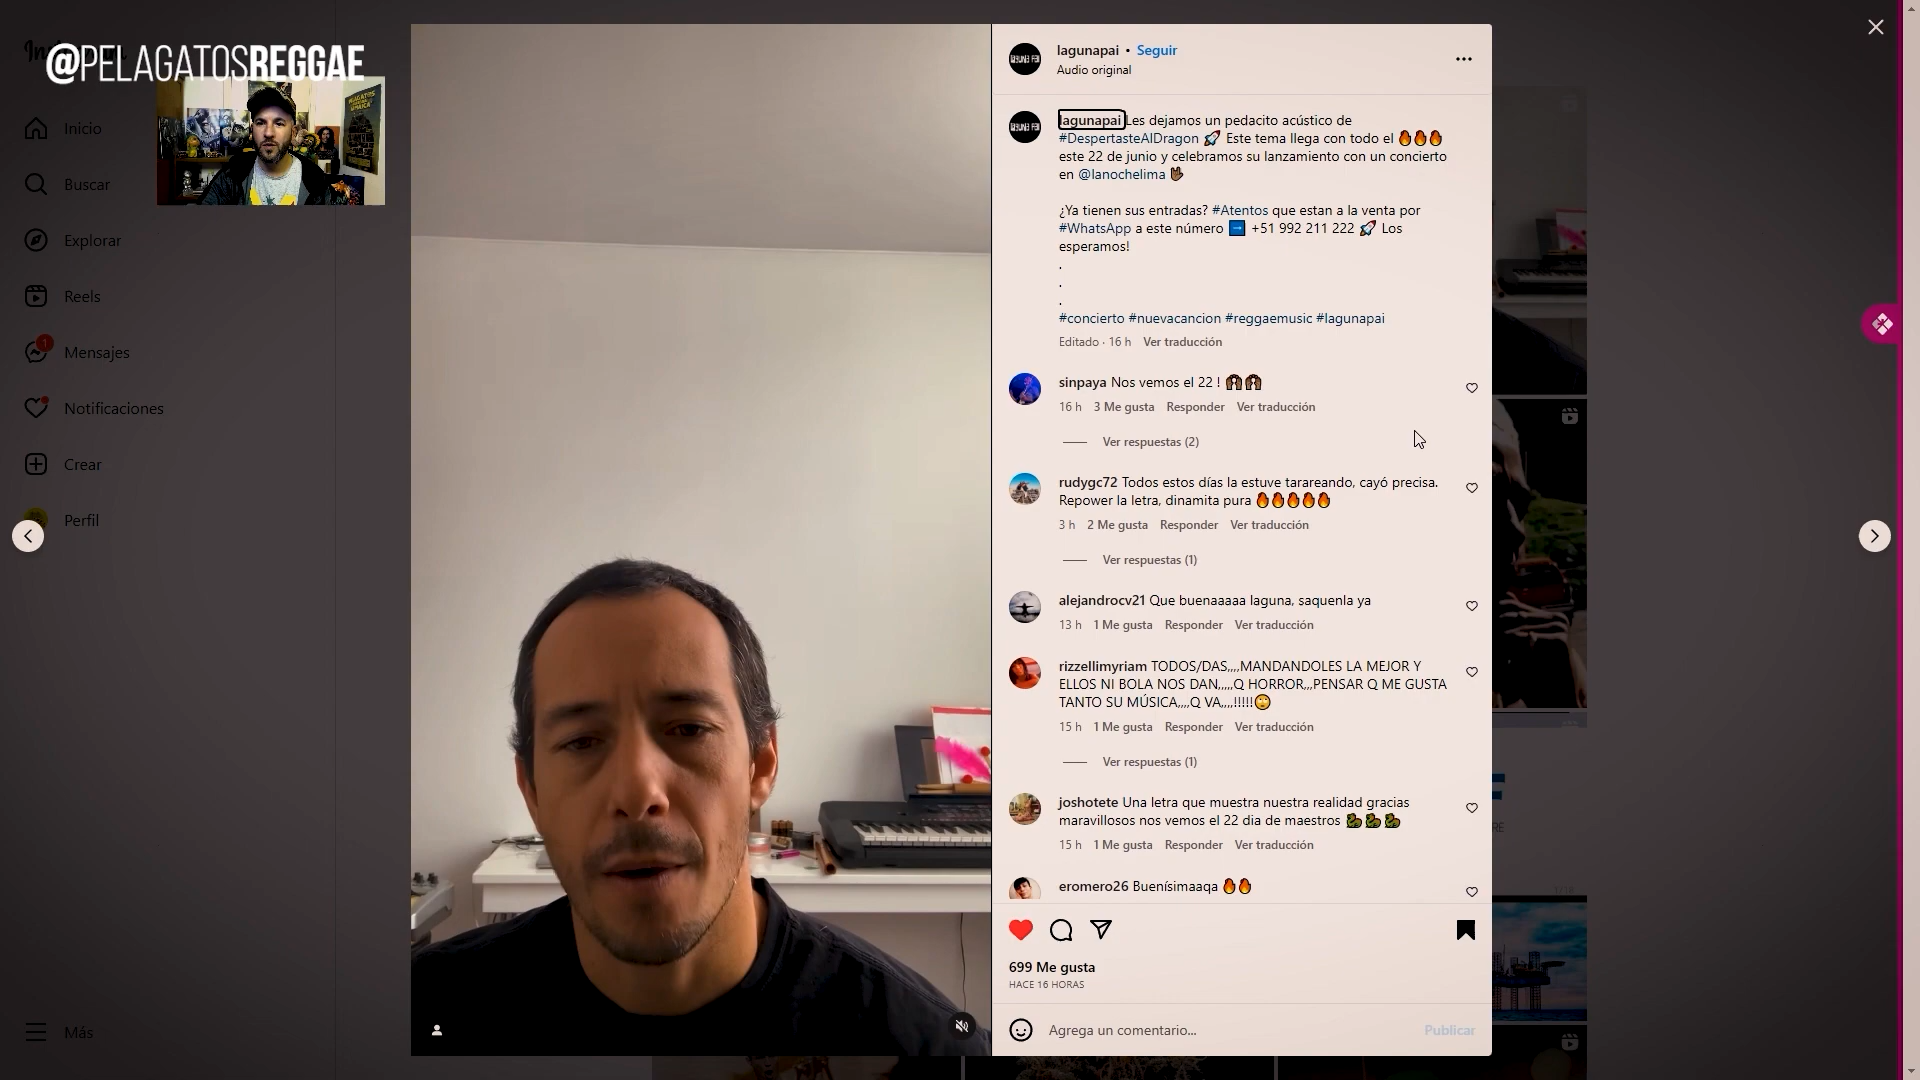 @PELAGATOSREGGAE
Inicio
Buscar
Explorar
Reels
1
Mensajes
Notificaciones
Crear
Perfil
Más
lagunapai • Seguir
Audio original
lagunapai Les dejamos un pedacito acústico de
#DespertasteAlDragon 🚀 Este tema llega con todo el 🔥🔥🔥
este 22 de junio y celebramos su lanzamiento con un concierto
en @lanochelima
¿Ya tienen sus entradas? #Atentos que estan a la venta por
#WhatsApp a este número ➡️ +51 992 211 222 🚀 Los
esperamos!
.
.
.
#concierto #nuevacancion #reggaemusic #lagunapai
Editado · 16 h Ver traducción
sinpaya Nos vemos el 22 !
16 h 3 Me gusta Responder Ver traducción
Ver respuestas (2)
rudygc72 Todos estos días la estuve tarareando, cayó precisa.
Repower la letra, dinamita pura 🔥🔥🔥🔥🔥
3 h 2 Me gusta Responder Ver traducción
Ver respuestas (1)
alejandrocv21 Que buenaaaaa laguna, saquenla ya
13 h 1 Me gusta Responder Ver traducción
rizzellimyriam TODOS/DAS,,,,MANDANDOLES LA MEJOR Y
ELLOS NI BOLA NOS DAN,,,,,Q HORROR,,,PENSAR Q ME GUSTA
TANTO SU MÚSICA,,,,Q VA,,,,!!!!!🙄
15 h 1 Me gusta Responder Ver traducción
Ver respuestas (1)
joshotete Una letra que muestra nuestra realidad gracias
maravillosos nos vemos el 22 dia de maestros 🐉🐉🐉
15 h 1 Me gusta Responder Ver traducción
eromero26 Buenísimaaqa 🔥🔥
699 Me gusta
HACE 16 HORAS
Agrega un comentario...
Publicar